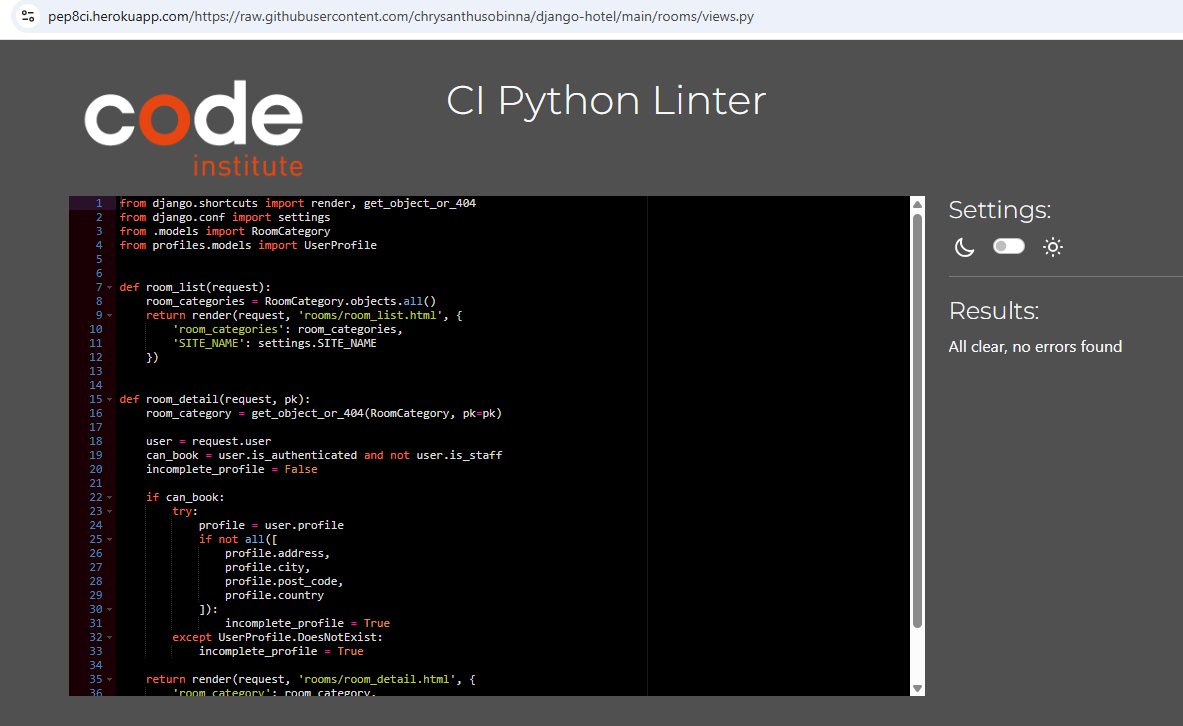 pep8ci.herokuapp.com/https://raw.githubusercontent.com/chrysanthusobinna/django-hotel/main/rooms/views.py
code
institute
CI Python Linter
1 from django.shortcuts import render, get_object_or_404
2 from django.conf import settings
3 from .models import RoomCategory
4 from profiles.models import UserProfile
5
6
7 def room_list(request):
8     room_categories = RoomCategory.objects.all()
9     return render(request, 'rooms/room_list.html', {
10         'room_categories': room_categories,
11         'SITE_NAME': settings.SITE_NAME
12     })
13
14
15 def room_detail(request, pk):
16     room_category = get_object_or_404(RoomCategory, pk=pk)
17
18     user = request.user
19     can_book = user.is_authenticated and not user.is_staff
20     incomplete_profile = False
21
22     if can_book:
23         try:
24             profile = user.profile
25             if not all([
26                 profile.address,
27                 profile.city,
28                 profile.post_code,
29                 profile.country
30             ]):
31                 incomplete_profile = True
32         except UserProfile.DoesNotExist:
33             incomplete_profile = True
34
35     return render(request, 'rooms/room_detail.html', {
36         'room_category': room_category,
Settings:
Results:
All clear, no errors found